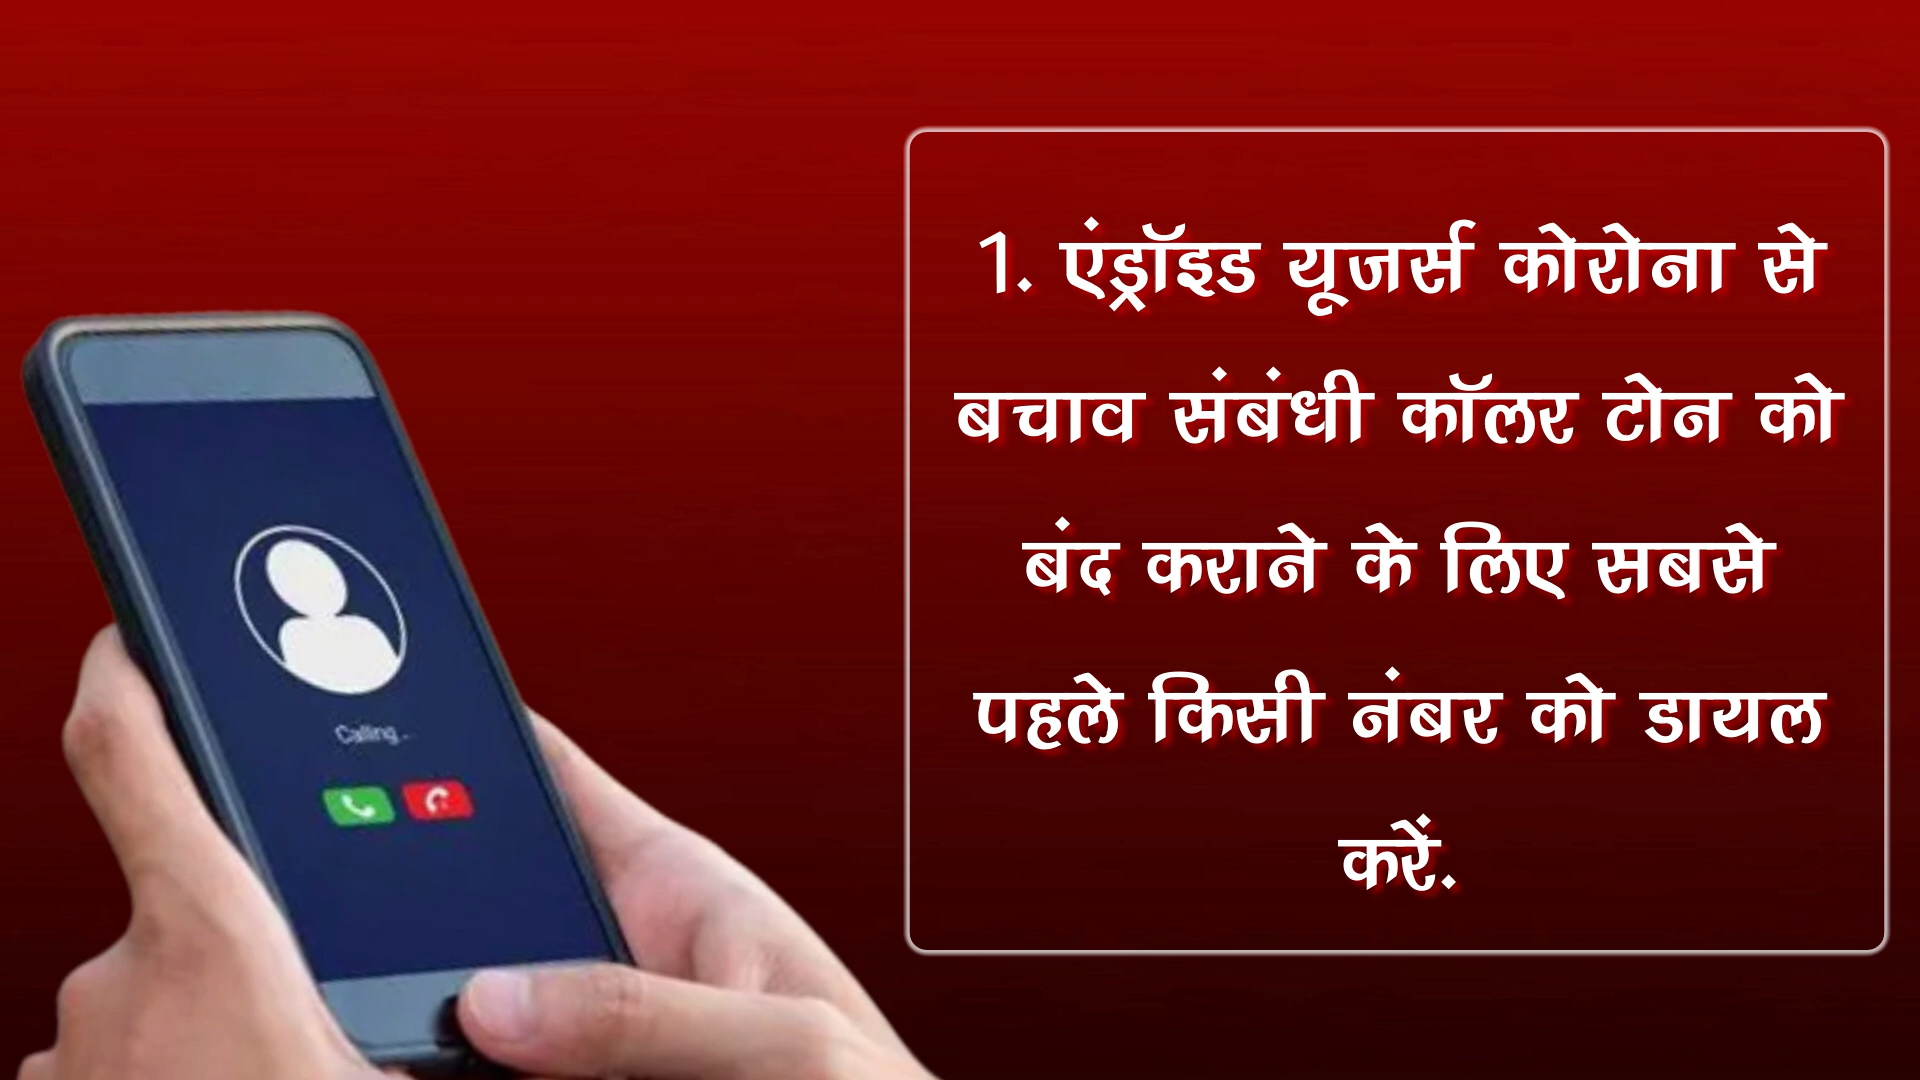 1. एंड्रॉइड यूजर्स कोरोना से
बचाव संबंधी कॉलर टोन को
बंद कराने के लिए सबसे
पहले किसी नंबर को डायल
करें.
Calling...